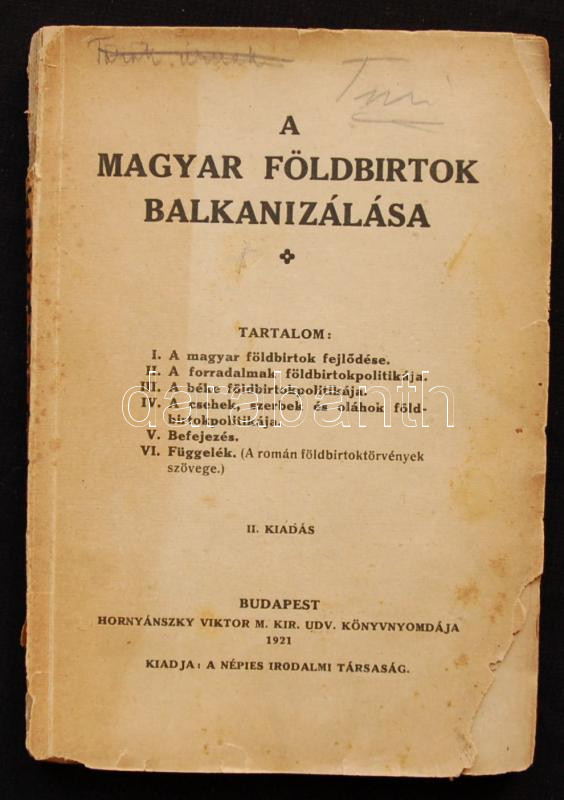 A
MAGYAR FÖLDBIRTOK
BALKANIZÁLÁSA
TARTALOM:
I. A magyar földbirtok fejlődése.
II. A forradalmak földbirtokpolitikája.
III. A béke földbirtokpolitikája.
IV. A csehek, szerbek és oláhok föld-
birtokpolitikája.
V. Befejezés.
VI. Függelék. (A román földbirtoktörvények
szövege.)
darabanth
II. KIADÁS
BUDAPEST
HORNYÁNSZKY VIKTOR M. KIR. UDV. KÖNYVNYOMDÁJA
1921
KIADJA: A NÉPIES IRODALMI TÁRSASÁG.